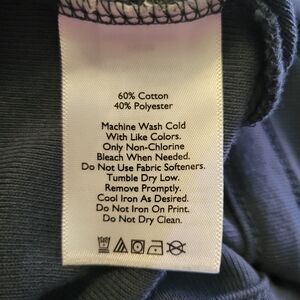 60% Cotton
40% Polyester
Machine Wash Cold
With Like Colors.
Only Non-Chlorine
Bleach When Needed.
Do Not Use Fabric Softeners.
Tumble Dry Low.
Remove Promptly.
Cool Iron As Desired.
Do Not Iron On Print.
Do Not Dry Clean.